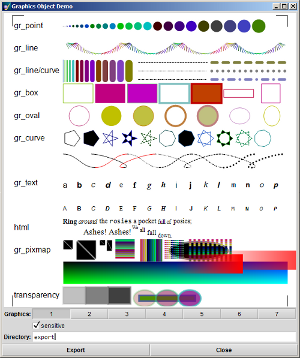 Graphics Object Demo
gr_point
gr_line
gr_line/curve
gr_box
gr_oval
gr_curve
gr_text
a b c d e f g h i j k l m n o p
A B C D E F G H I J K L M N O P
html
Ring around the rosies a pocket full of posies,
Ashes! Ashes! We all fall down.
gr_pixmap
transparency
Graphics: 1 2 3 4 5 6 7
sensitive
Directory: export
Export Close